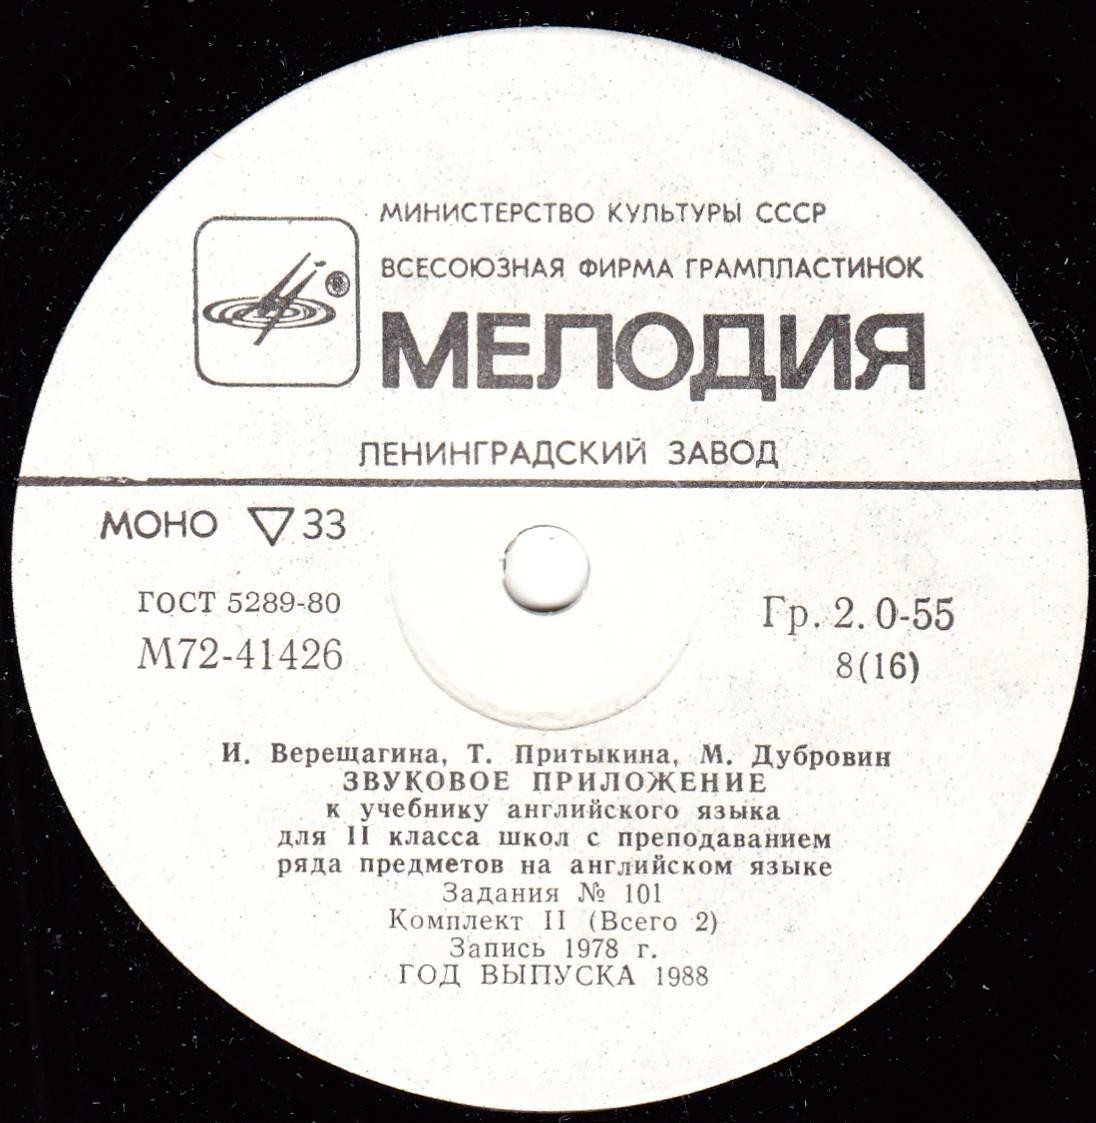 МИНИСТЕРСТВО КУЛЬТУРЫ СССР
ВСЕСОЮЗНАЯ ФИРМА ГРАМПЛАСТИНОК
МЕЛОДИЯ
ЛЕНИНГРАДСКИЙ ЗАВОД
МОНО ▽ 33
ГОСТ 5289-80
М72-41426
Гр. 2. 0-55
8(16)
И. Верещагина, Т. Притыкина, М. Дубровин
ЗВУКОВОЕ ПРИЛОЖЕНИЕ
к учебнику английского языка
для II класса школ с преподаванием
ряда предметов на английском языке
Задания № 101
Комплект II (Всего 2)
Запись 1978 г.
ГОД ВЫПУСКА 1988